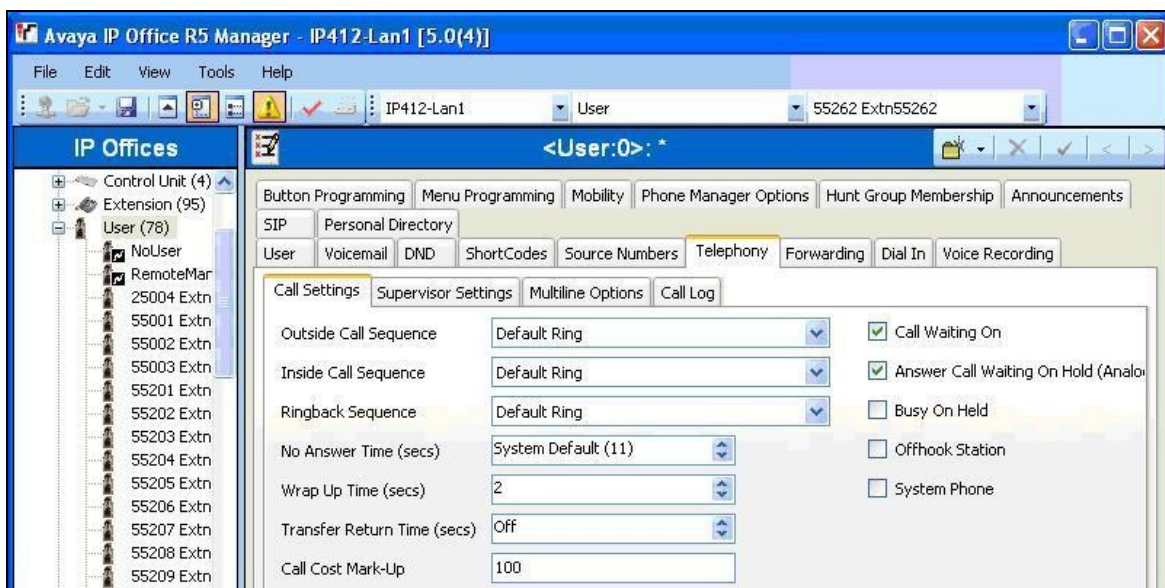 Avaya IP Office R5 Manager - IP412-Lan1 [5.0(4)]
File Edit View Tools Help
IP412-Lan1 User 55262 Extn55262
IP Offices
<User:0>: *
Control Unit (4)
Extension (95)
User (78)
NoUser
RemoteMar
25004 Extn
55001 Extn
55002 Extn
55003 Extn
55201 Extn
55202 Extn
55203 Extn
55204 Extn
55205 Extn
55206 Extn
55207 Extn
55208 Extn
55209 Extn
Button Programming Menu Programming Mobility Phone Manager Options Hunt Group Membership Announcements
SIP Personal Directory
User Voicemail DND ShortCodes Source Numbers Telephony Forwarding Dial In Voice Recording
Call Settings Supervisor Settings Multiline Options Call Log
Outside Call Sequence Default Ring Call Waiting On
Inside Call Sequence Default Ring Answer Call Waiting On Hold (Analo
Ringback Sequence Default Ring Busy On Held
No Answer Time (secs) System Default (11) Offhook Station
Wrap Up Time (secs) 2 System Phone
Transfer Return Time (secs) Off
Call Cost Mark-Up 100